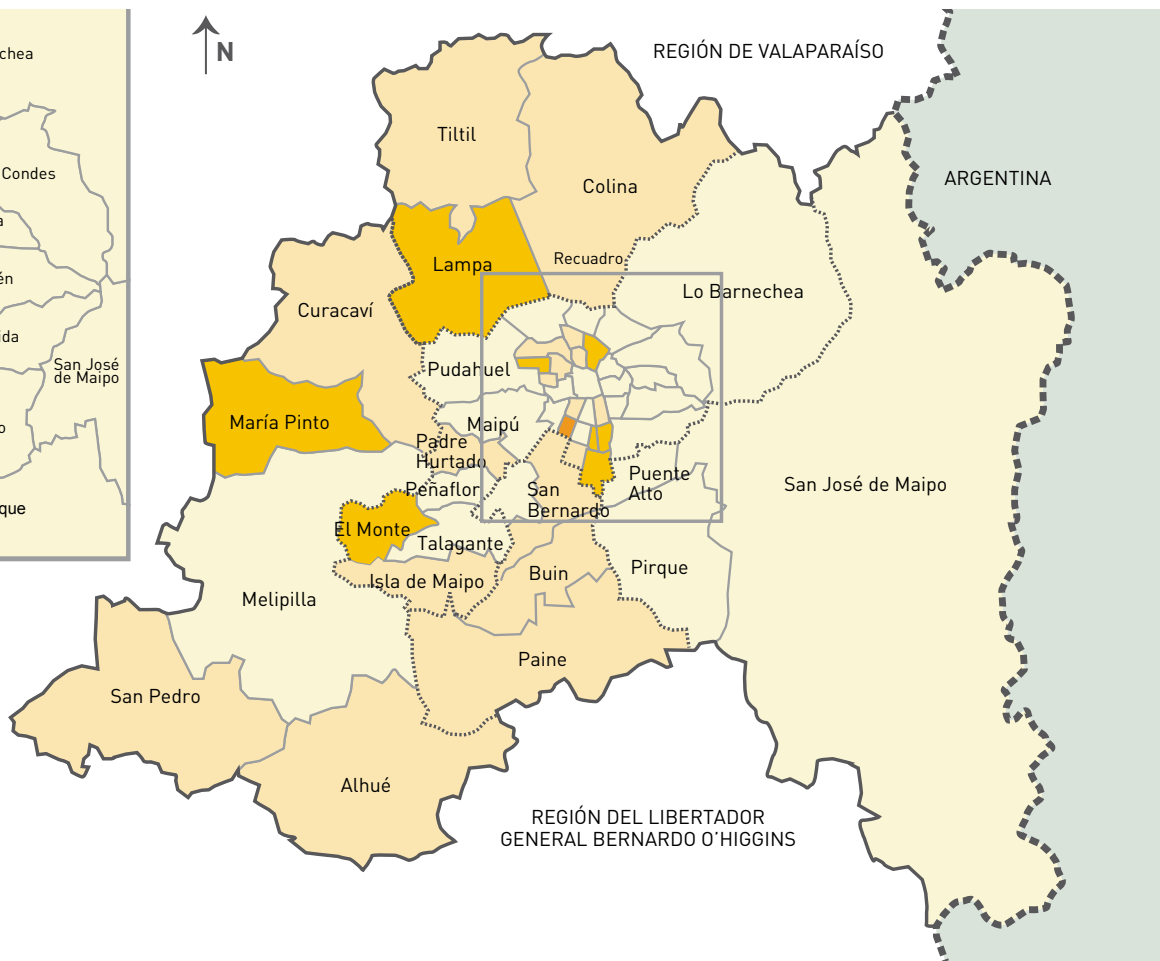 chea
Condes
a
én
ida
San José
de Maipo
o
que
N
REGIÓN DE VALAPARAÍSO
ARGENTINA
Tiltil
Colina
Lampa
Recuadro
Lo Barnechea
Curacaví
Pudahuel
María Pinto
Maipú
Padre
Hurtado
Peñaflor
San
Bernardo
Puente
Alto
San José de Maipo
El Monte
Talagante
Isla de Maipo
Buin
Pirque
Melipilla
Paine
San Pedro
Alhué
REGIÓN DEL LIBERTADOR
GENERAL BERNARDO O'HIGGINS